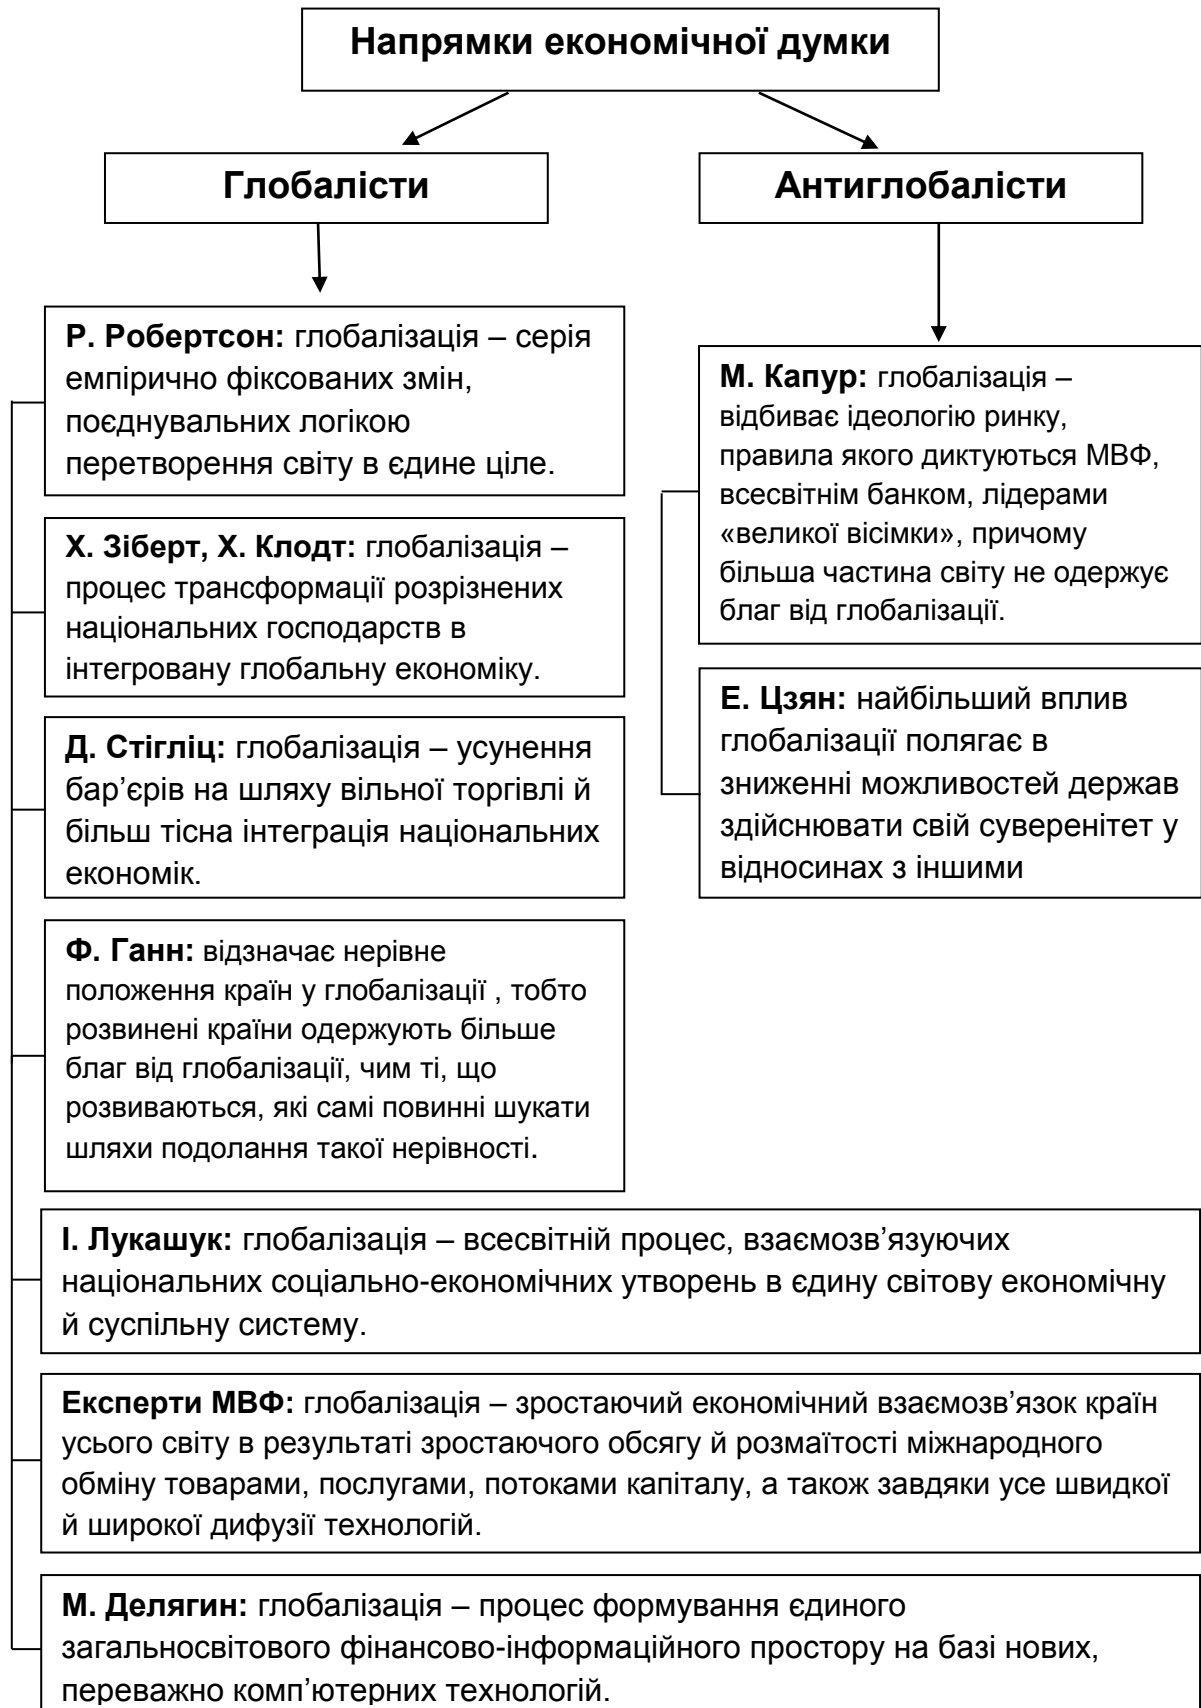 Напрямки економічної думки
Глобалісти
Антиглобалісти
Р. Робертсон: глобалізація – серія
емпірично фіксованих змін,
поєднувальних логікою
перетворення світу в єдине ціле.
Х. Зіберт, Х. Клодт: глобалізація –
процес трансформації розрізнених
національних господарств в
інтегровану глобальну економіку.
Д. Стігліц: глобалізація – усунення
бар’єрів на шляху вільної торгівлі й
більш тісна інтеграція національних
економік.
Ф. Ганн: відзначає нерівне
положення країн у глобалізації , тобто
розвинені країни одержують більше
благ від глобалізації, чим ті, що
розвиваються, які самі повинні шукати
шляхи подолання такої нерівності.
М. Капур: глобалізація –
відбиває ідеологію ринку,
правила якого диктуються МВФ,
всесвітнім банком, лідерами
«великої вісімки», причому
більша частина світу не одержує
благ від глобалізації.
Е. Цзян: найбільший вплив
глобалізації полягає в
зниженні можливостей держав
здійснювати свій суверенітет у
відносинах з іншими
І. Лукашук: глобалізація – всесвітній процес, взаємозв’язуючих
національних соціально-економічних утворень в єдину світову економічну
й суспільну систему.
Експерти МВФ: глобалізація – зростаючий економічний взаємозв’язок країн
усього світу в результаті зростаючого обсягу й розмаїтості міжнародного
обміну товарами, послугами, потоками капіталу, а також завдяки усе швидкої
й широкої дифузії технологій.
М. Делягин: глобалізація – процес формування єдиного
загальносвітового фінансово-інформаційного простору на базі нових,
переважно комп’ютерних технологій.